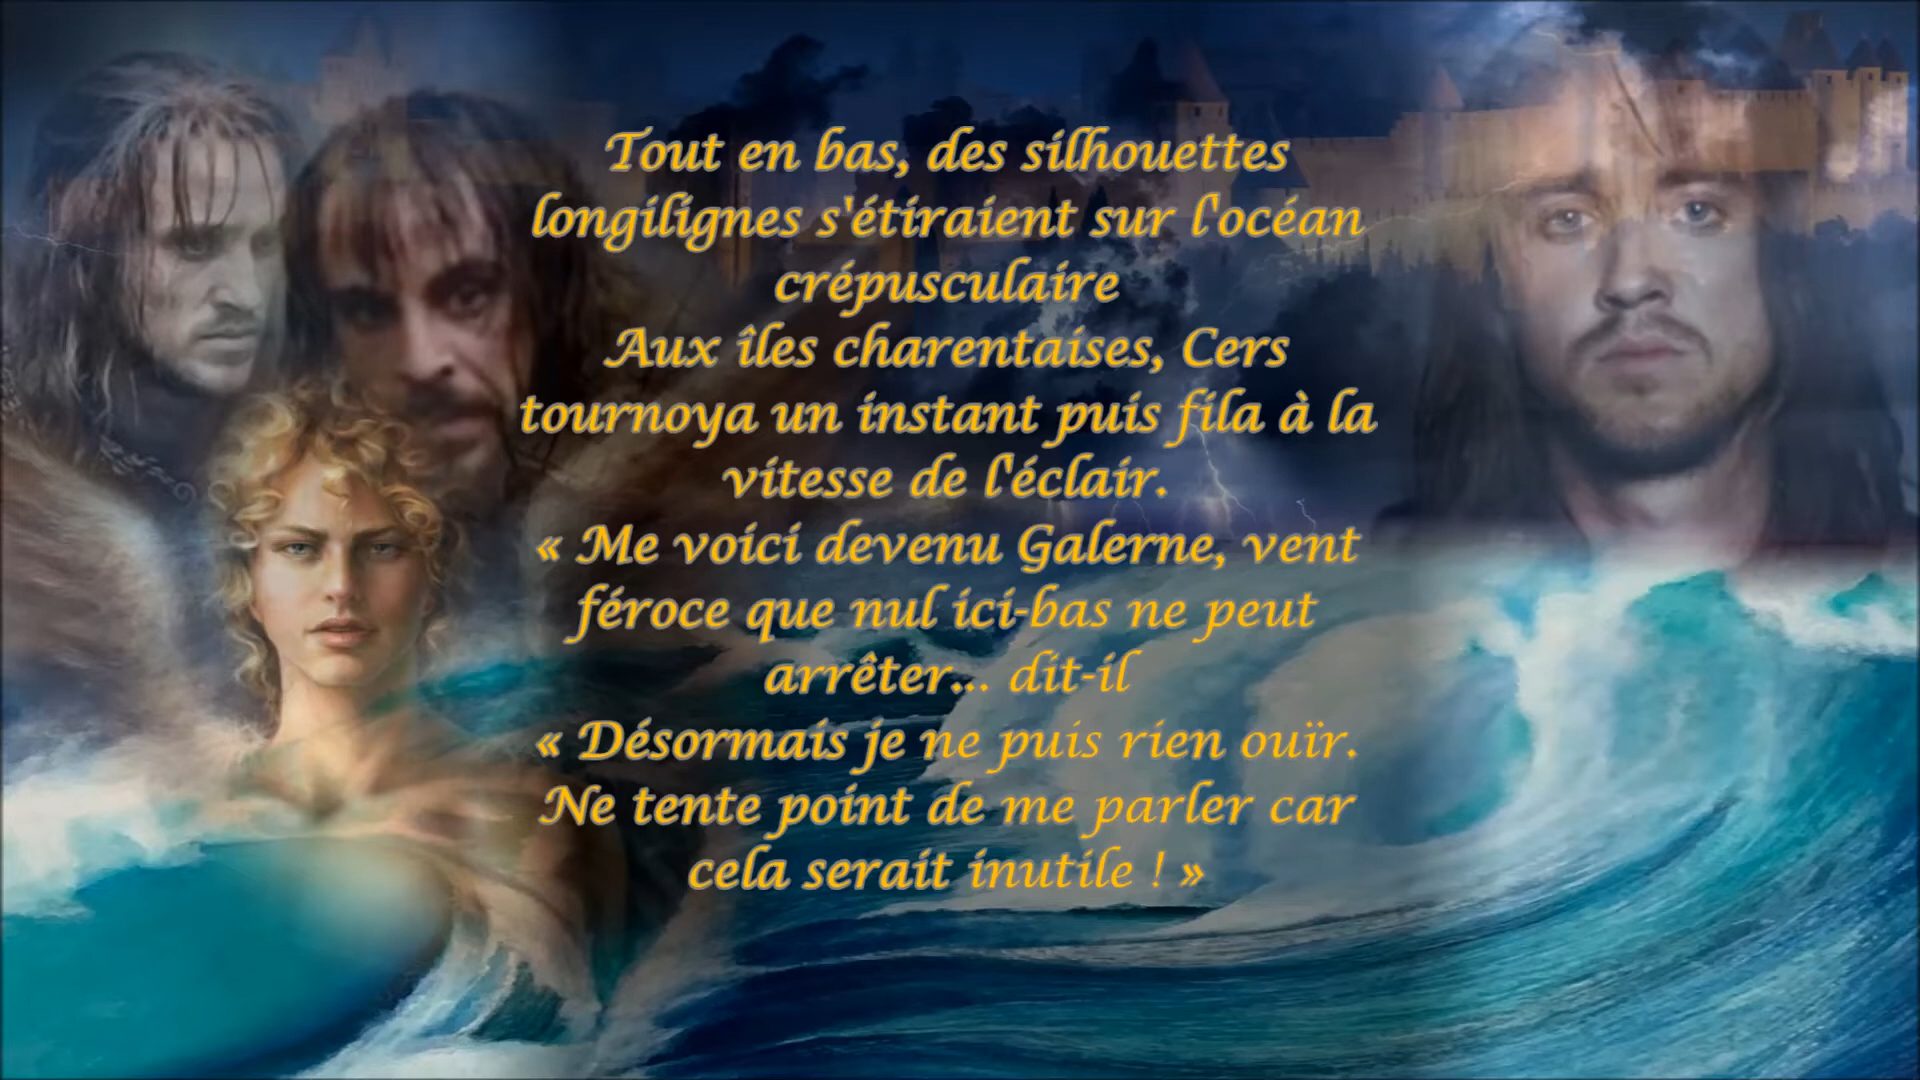 Tout en bas, des silhouettes
longilignes s'étiraient sur l'océan
crépusculaire
Aux îles charentaises, Cers
tournoya un instant puis fila à la
vitesse de l'éclair.
« Me voici devenu Galerne, vent
féroce que nul ici-bas ne peut
arrêter... dit-il
« Désormais je ne puis rien ouïr.
Ne tente point de me parler car
cela serait inutile ! »